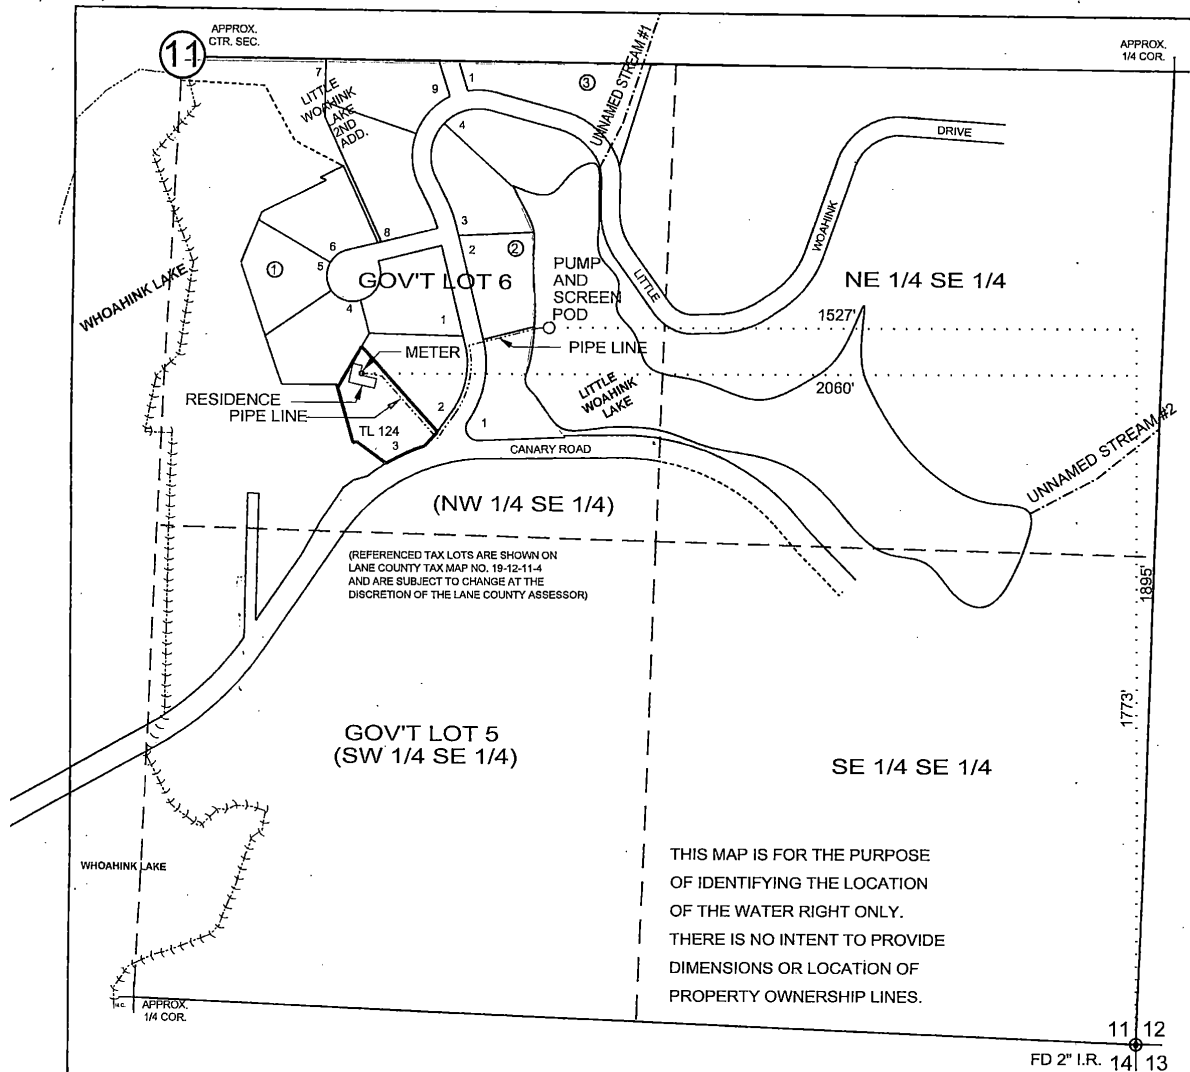 APPROX.
CTR. SEC.
11
APPROX.
1/4 COR.
7
LITTLE
WOAHINK
LAKE
2ND
ADD.
9
1
3
UNNAMED STREAM #1
4
DRIVE
WOAHINK
LITTLE
3
8
2
2
6
5
1
4
1
WHOAHINK LAKE
GOV'T LOT 6
PUMP
AND
SCREEN
POD
NE 1/4 SE 1/4
1527'
METER
PIPE LINE
2060'
RESIDENCE
PIPE LINE
LITTLE
WOAHINK
LAKE
TL 124
3
2
1
CANARY ROAD
UNNAMED STREAM #2
(NW 1/4 SE 1/4)
(REFERENCED TAX LOTS ARE SHOWN ON
LANE COUNTY TAX MAP NO. 19-12-11-4
AND ARE SUBJECT TO CHANGE AT THE
DISCRETION OF THE LANE COUNTY ASSESSOR)
1895'
1773'
GOV'T LOT 5
(SW 1/4 SE 1/4)
SE 1/4 SE 1/4
WHOAHINK LAKE
THIS MAP IS FOR THE PURPOSE
OF IDENTIFYING THE LOCATION
OF THE WATER RIGHT ONLY.
THERE IS NO INTENT TO PROVIDE
DIMENSIONS OR LOCATION OF
PROPERTY OWNERSHIP LINES.
APPROX.
1/4 COR.
11 12
FD 2" I.R. 14 13